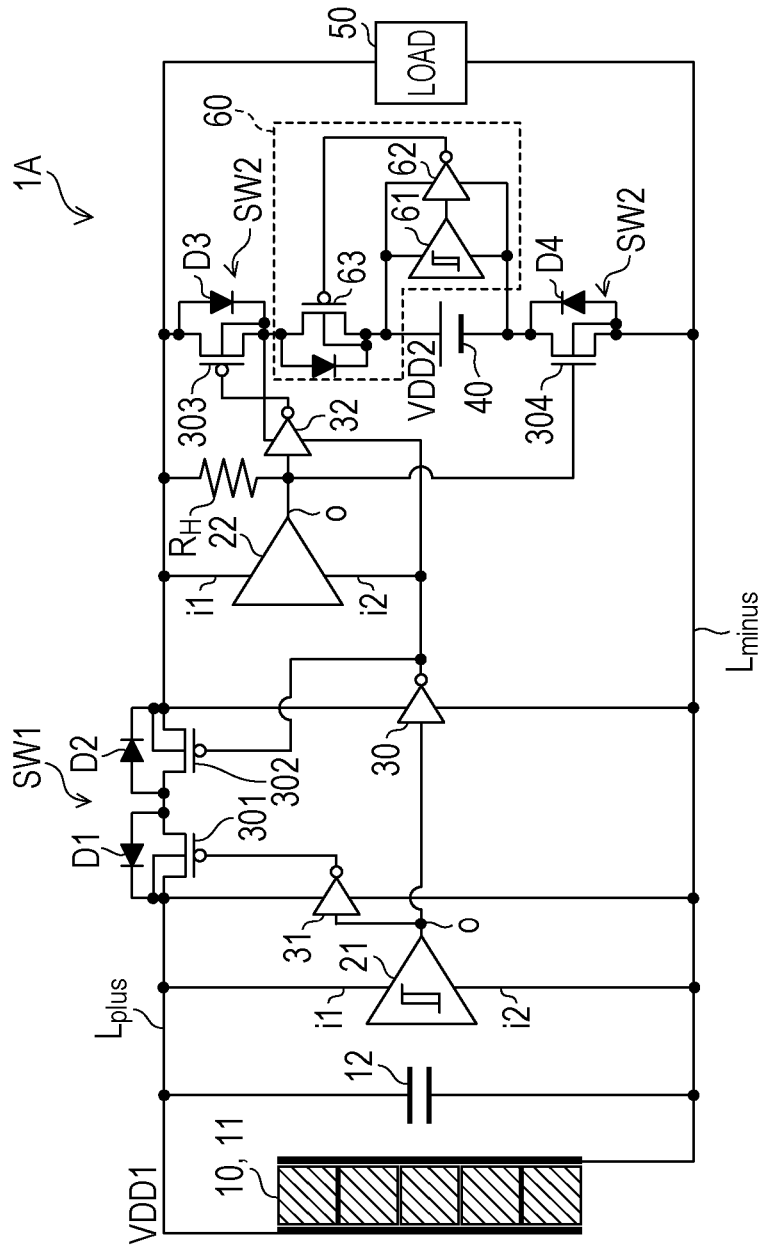 1A
VDD1
10, 11
12
Lplus
i1
21
i2
o
31
SW1
D1
301
D2
302
30
i1
22
i2
RH
o
32
303
D3
SW2
60
63
61
62
VDD2
40
304
D4
SW2
50
LOAD
Lminus